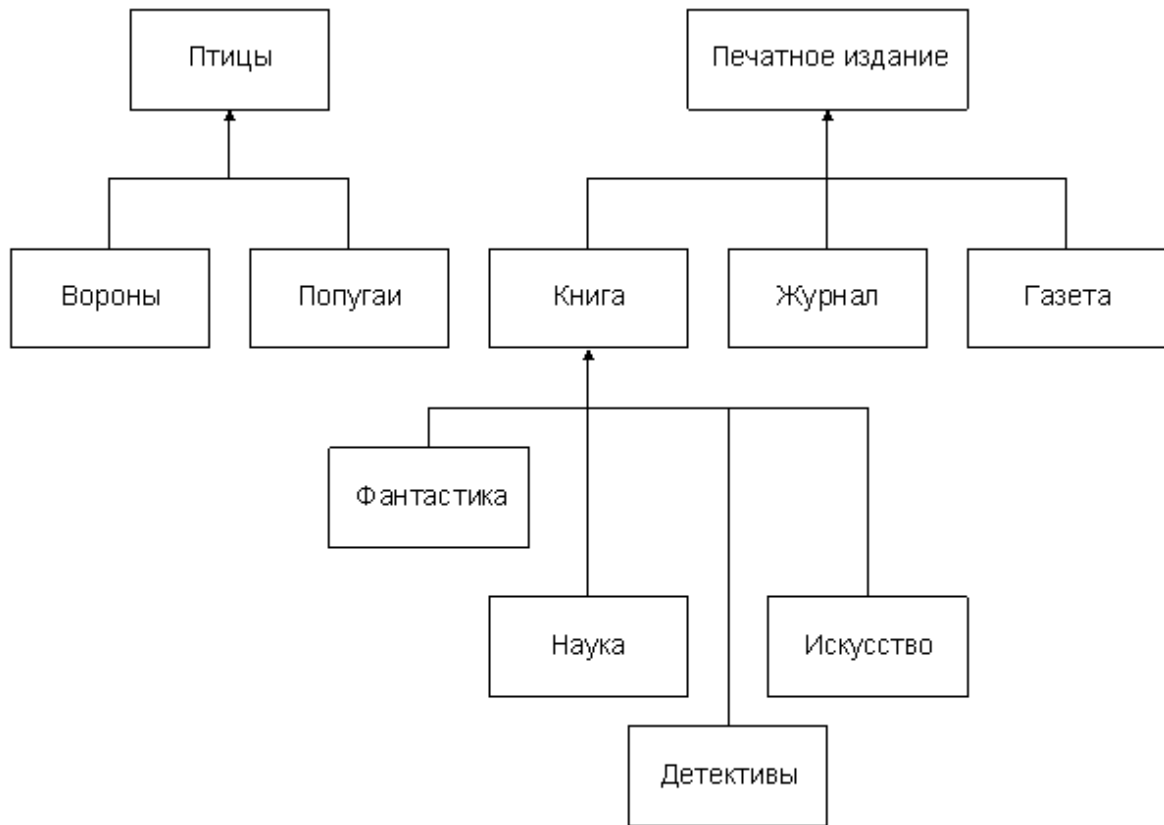 Птицы
Печатное издание
Вороны
Попугаи
Книга
Журнал
Газета
Фантастика
Наука
Искусство
Детективы